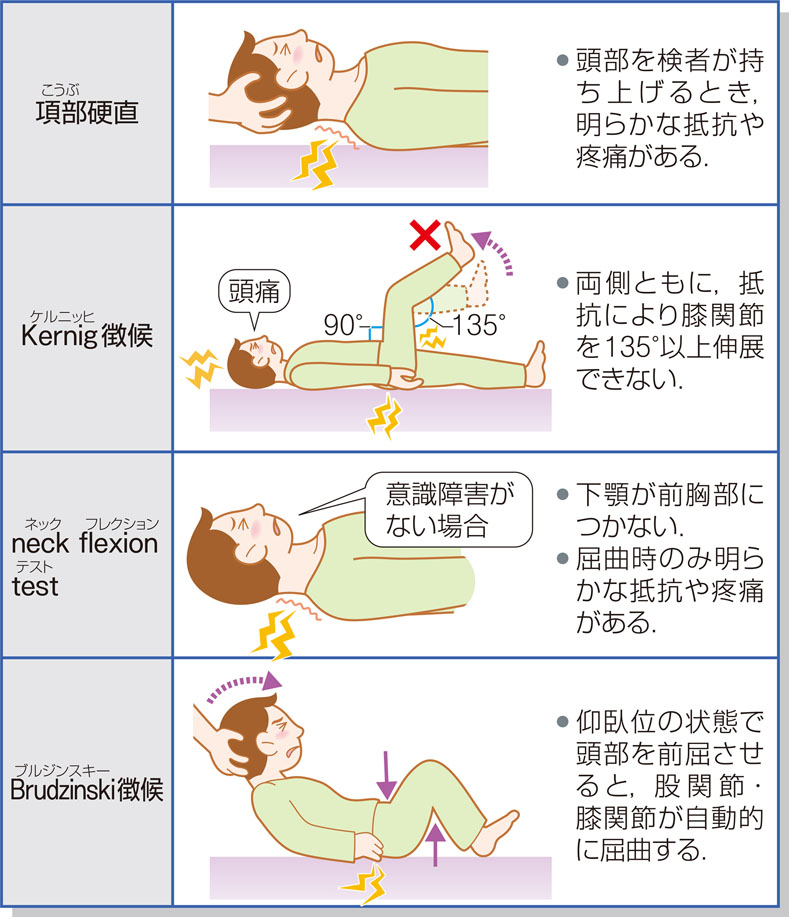 こうぶ
項部硬直
● 頭部を検者が持
ち上げるとき，
明らかな抵抗や
疼痛がある．
ケルニッヒ
Kernig徴候
頭痛
90°
135°
● 両側ともに，抵
抗により膝関節
を135°以上伸展
できない．
ネック フレクション
neck flexion
テスト
test
意識障害が
ない場合
● 下顎が前胸部に
つかない．
● 屈曲時のみ明ら
かな抵抗や疼痛
がある．
ブルジンスキー
Brudzinski徴候
● 仰臥位の状態で
頭部を前屈させ
ると，股関節・
膝関節が自動的
に屈曲する．